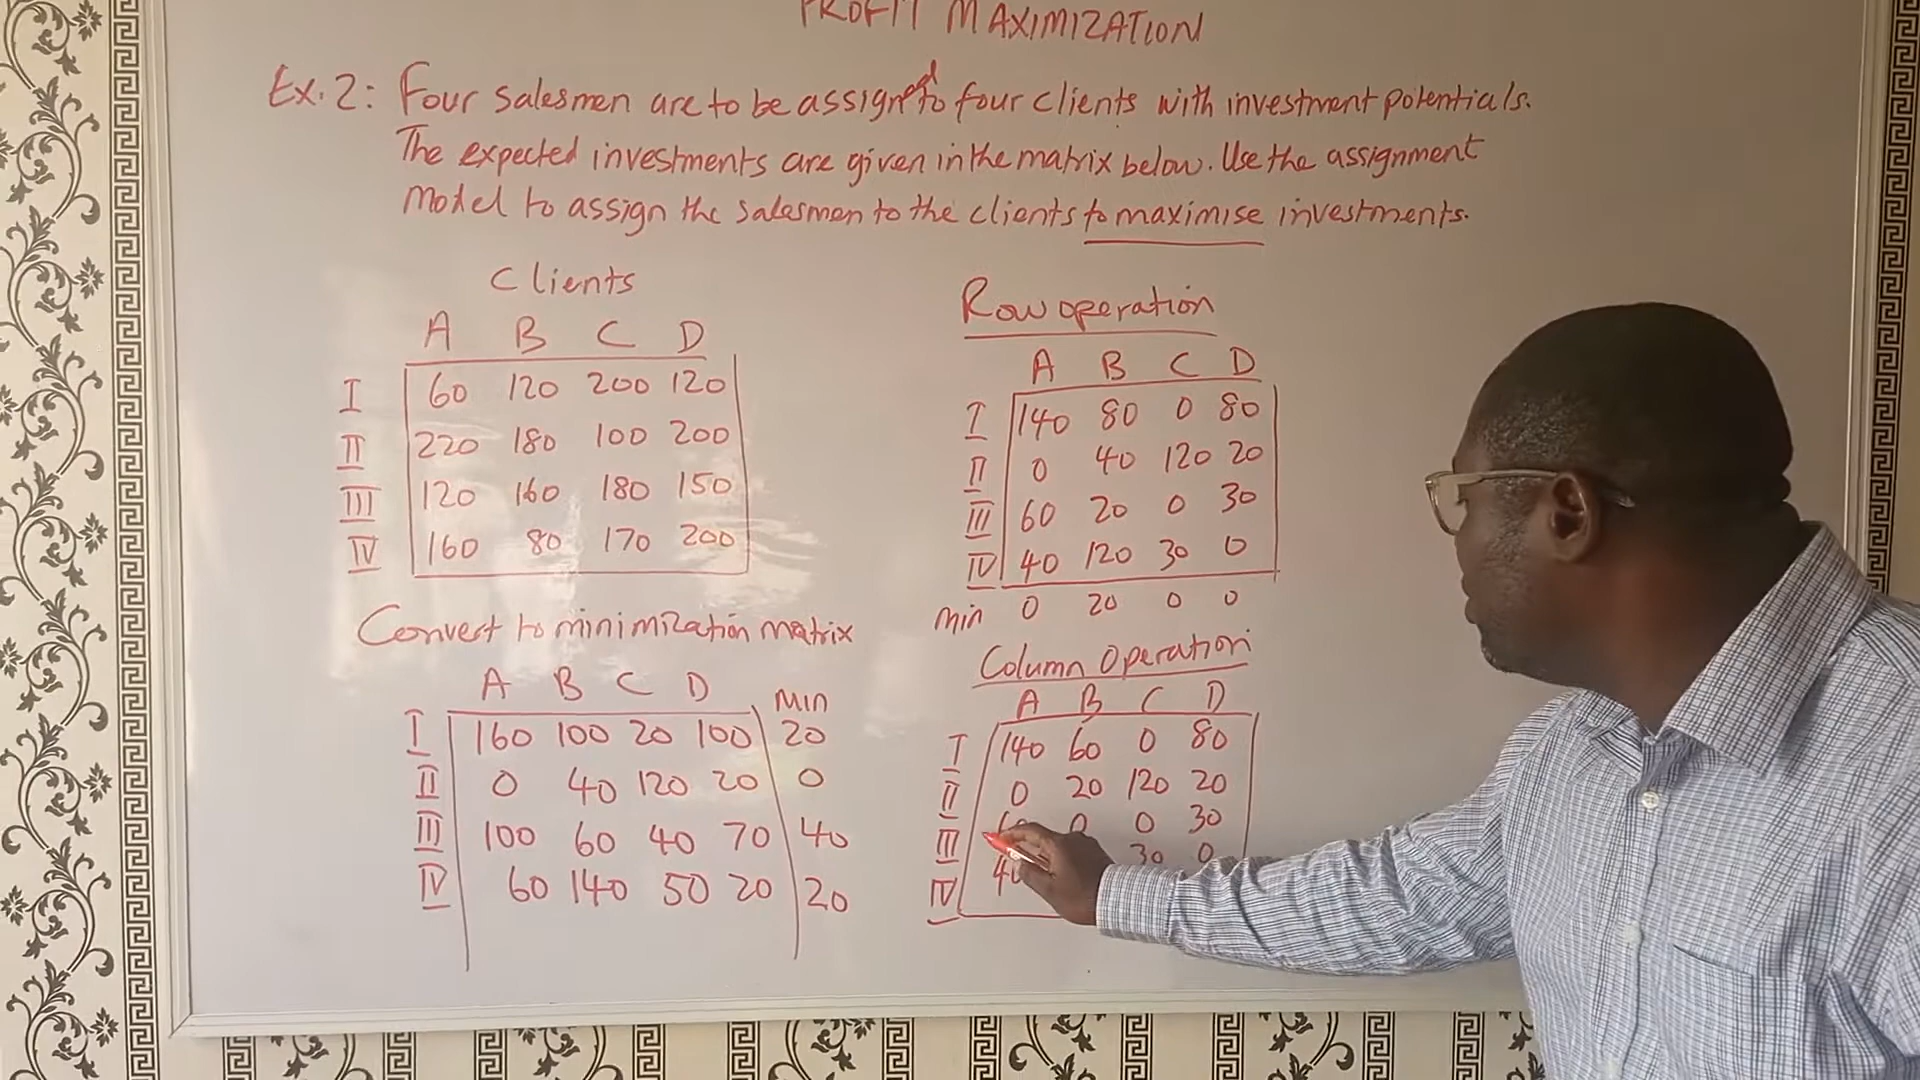 PROFIT MAXIMIZATION
Ex. 2: Four salesmen are to be assigned to four clients with investment potentials.
The expected investments are given in the matrix below. Use the assignment
model to assign the salesmen to the clients to maximise investments.
Clients
A B C D
I 60 120 200 120
II 220 180 100 200
III 120 160 180 150
IV 160 80 170 200
Convert to minimization matrix
A B C D Min
I 160 100 20 100 20
II 0 40 120 20 0
III 100 60 40 70 40
IV 60 140 50 20 20
Row operation
A B C D
I 140 80 0 80
II 0 40 120 20
III 60 20 0 30
IV 40 120 30 0
min 0 20 0 0
Column Operation
A B C D
I 140 60 0 80
II 0 20 120 20
III 0 0 30
IV 40 30 0